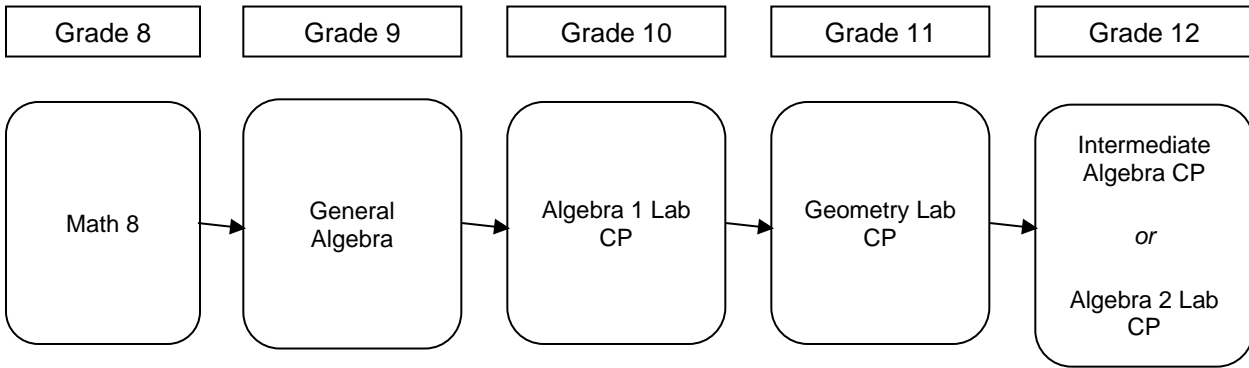 Grade 8
Grade 9
Grade 10
Grade 11
Grade 12
Math 8
General
Algebra
Algebra 1 Lab
CP
Geometry Lab
CP
Intermediate
Algebra CP
or
Algebra 2 Lab
CP